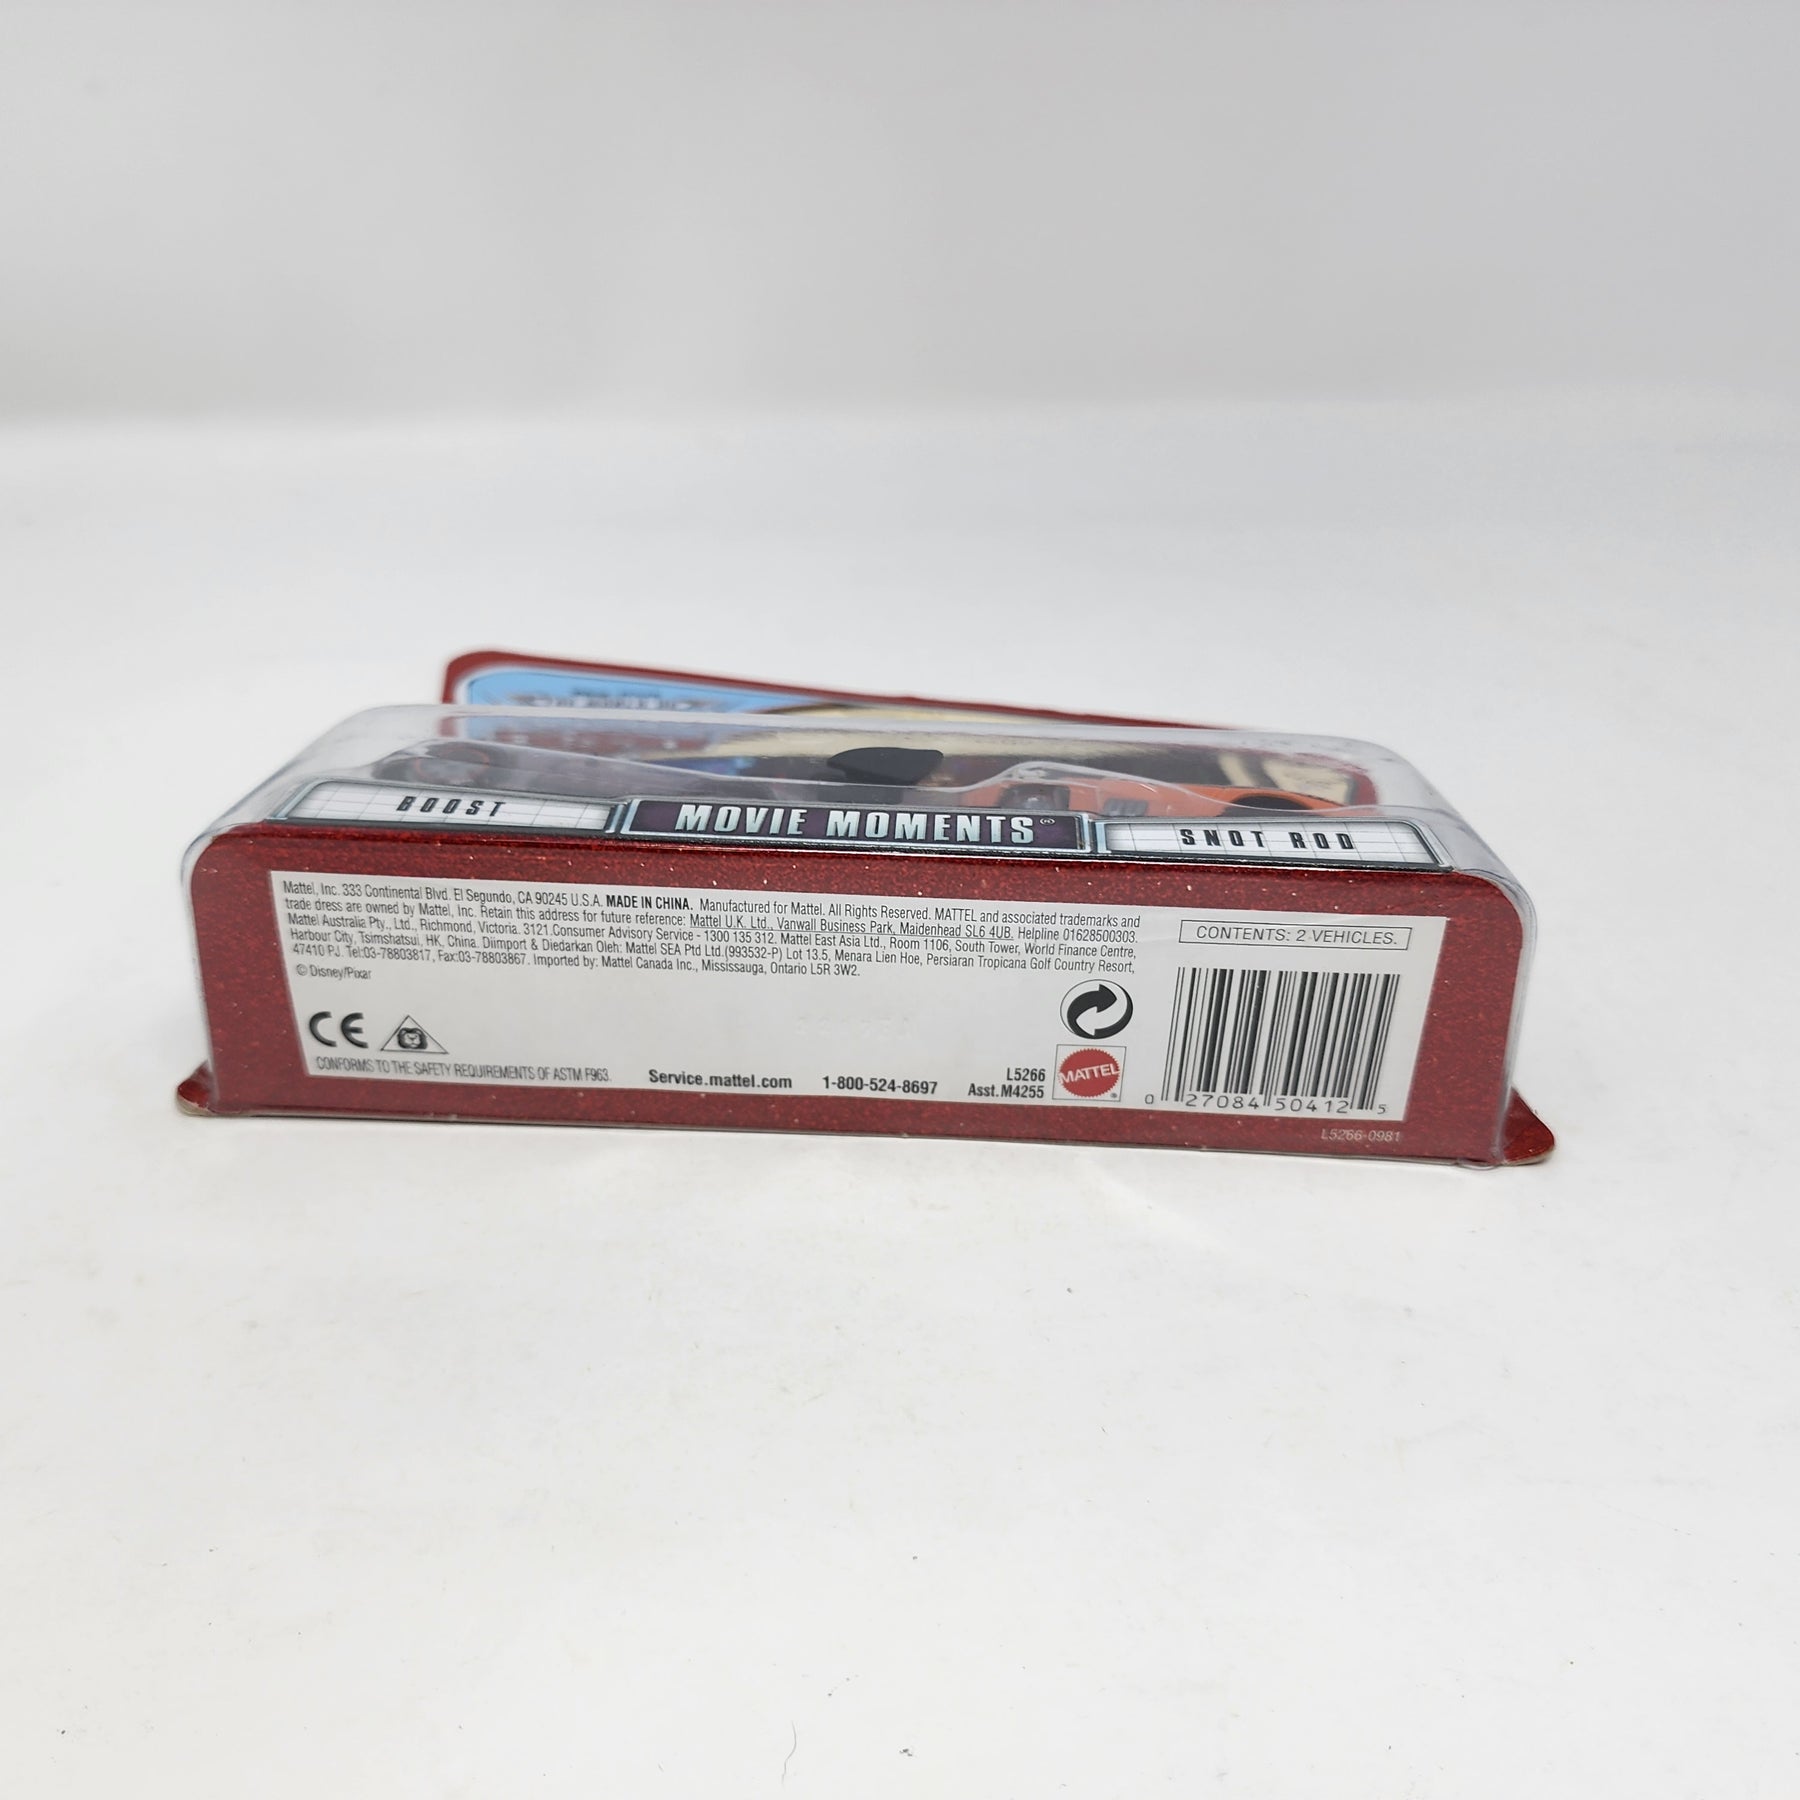 BOOST
MOVIE MOMENTS
SNOT ROD
Mattel, Inc. 333 Continental Blvd. El Segundo, CA 90245 U.S.A. MADE IN CHINA. Manufactured for Mattel. All Rights Reserved. MATTEL and associated trademarks and
trade dress are owned by Mattel, Inc. Retain this address for future reference: Mattel U.K. Ltd., Vanwall Business Park, Maidenhead SL6 4UB. Helpline 01628500303.
Mattel Australia Pty., Ltd., Richmond, Victoria. 3121.Consumer Advisory Service - 1300 135 312. Mattel East Asia Ltd., Room 1106, South Tower, World Finance Centre,
Harbour City, Tsimshatsui, HK, China. Diimport & Diedarkan Oleh: Mattel SEA Ptd Ltd.(993532-P) Lot 13.5, Menara Lien Hoe, Persiaran Tropicana Golf Country Resort,
47410 PJ. Tel:03-78803817, Fax:03-78803867. Imported by: Mattel Canada Inc., Mississauga, Ontario L5R 3W2.
© Disney/Pixar
CONTENTS: 2 VEHICLES.
CE
CONFORMS TO THE SAFETY REQUIREMENTS OF ASTM F963.
Service.mattel.com 1-800-524-8697
L5266
Asst. M4255
MATTEL
0 27084 50412 5
L5266-0981